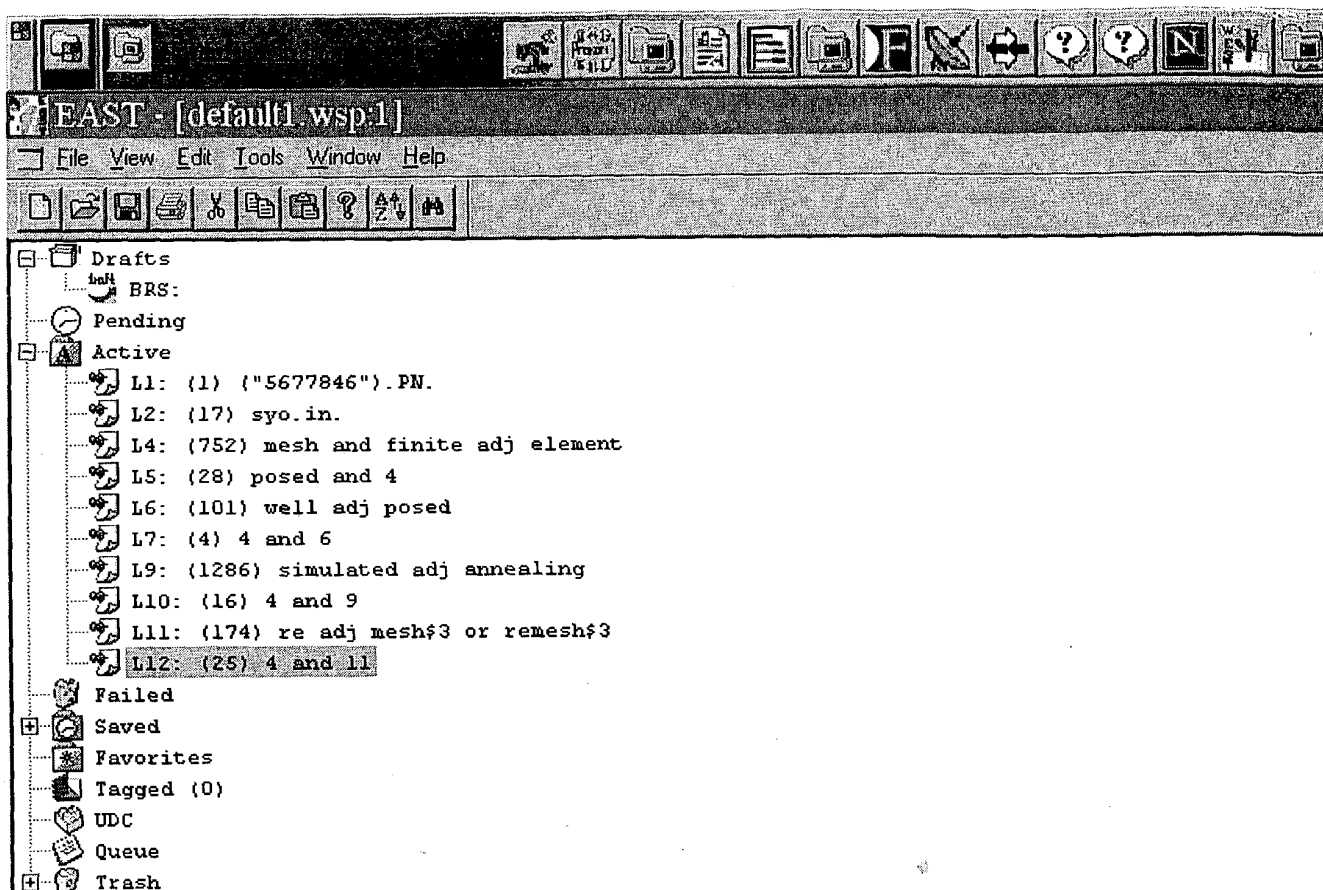 EAST - [default1.wsp:1]
File View Edit Tools Window Help
Drafts
BRS:
Pending
Active
L1: (1) ("5677846").PN.
L2: (17) syo.in.
L4: (752) mesh and finite adj element
L5: (28) posed and 4
L6: (101) well adj posed
L7: (4) 4 and 6
L9: (1286) simulated adj annealing
L10: (16) 4 and 9
L11: (174) re adj mesh$3 or remesh$3
L12: (25) 4 and 11
Failed
Saved
Favorites
Tagged (0)
UDC
Queue
Trash